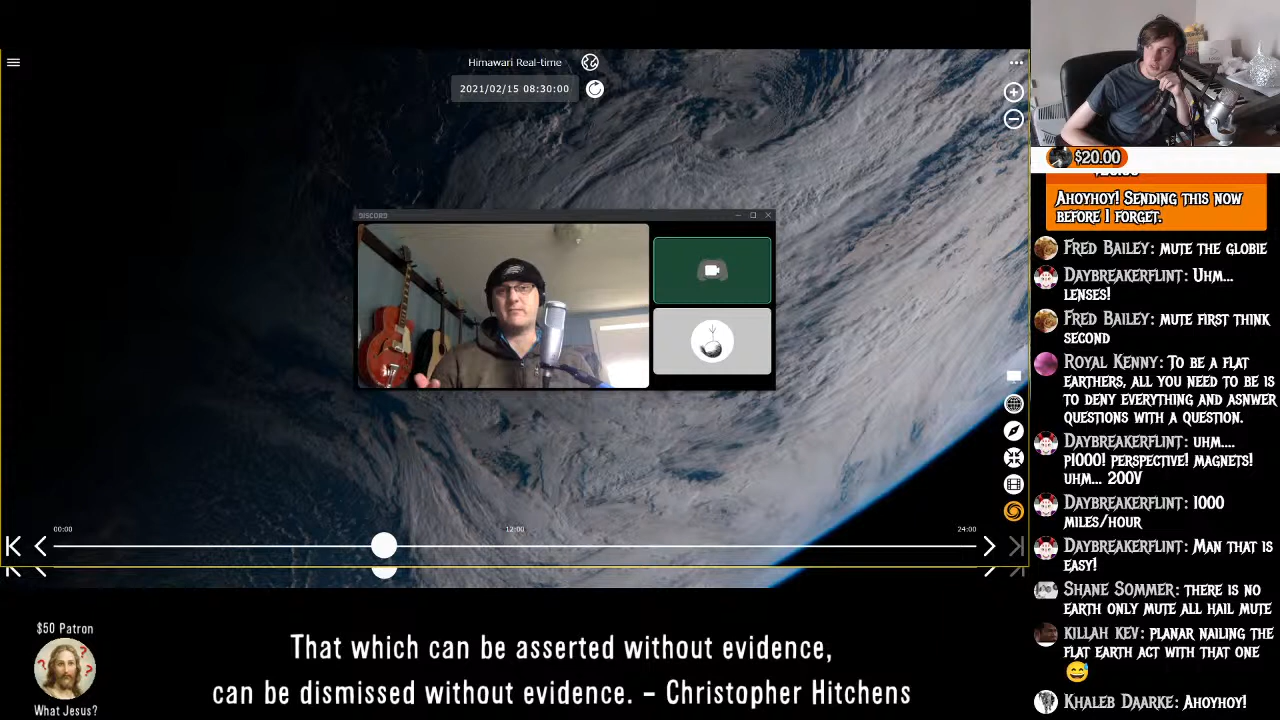 Himawari Real-time
2021/02/15 08:30:00
DISCORD
00:00
12:00
24:00
$50 Patron
What Jesus?
That which can be asserted without evidence,
can be dismissed without evidence. – Christopher Hitchens
$20.00
Ahoyhoy! Sending this now
before I forget.
Fred Bailey: mute the globie
Daybreakerflint: Uhm...
lenses!
Fred Bailey: mute first think
second
Royal Kenny: To be a flat
earthers, all you need to be is
to deny everything and asnwer
questions with a question.
Daybreakerflint: uhm....
p1000! perspective! magnets!
uhm... 200v
Daybreakerflint: 1000
miles/hour
Daybreakerflint: Man that is
easy!
Shane Sommer: there is no
earth only mute all hail mute
killah kev: planar nailing the
flat earth act with that one
😅
Khaleb Daarke: Ahoyhoy!